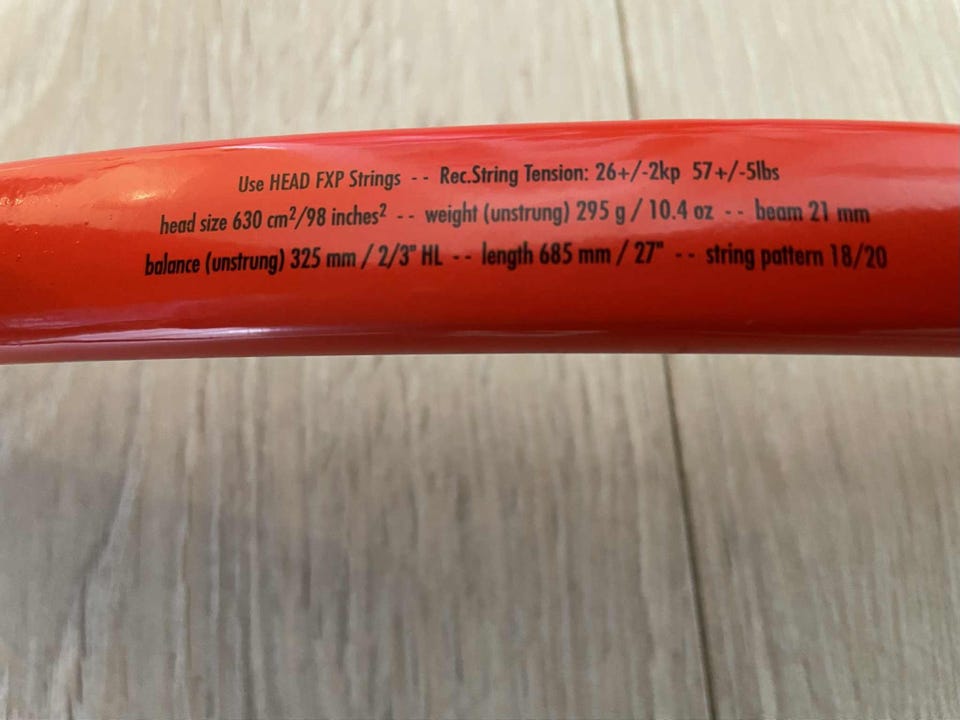 Use HEAD FXP Strings -- Rec.String Tension: 26+/-2kp 57+/-5lbs
head size 630 cm²/98 inches² -- weight (unstrung) 295 g / 10.4 oz -- beam 21 mm
balance (unstrung) 325 mm / 2/3" HL -- length 685 mm / 27" -- string pattern 18/20